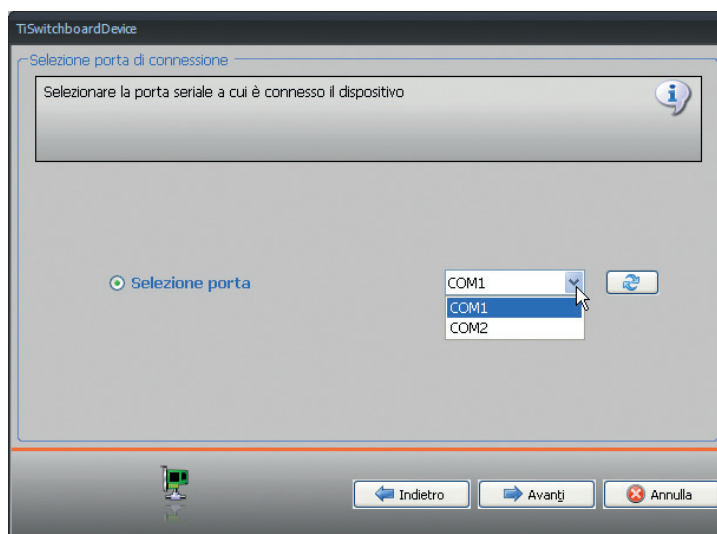 TiSwitchboardDevice
Selezione porta di connessione
Selezionare la porta seriale a cui è connesso il dispositivo
Selezione porta
COM1
COM1
COM2
Indietro
Avanti
Annulla